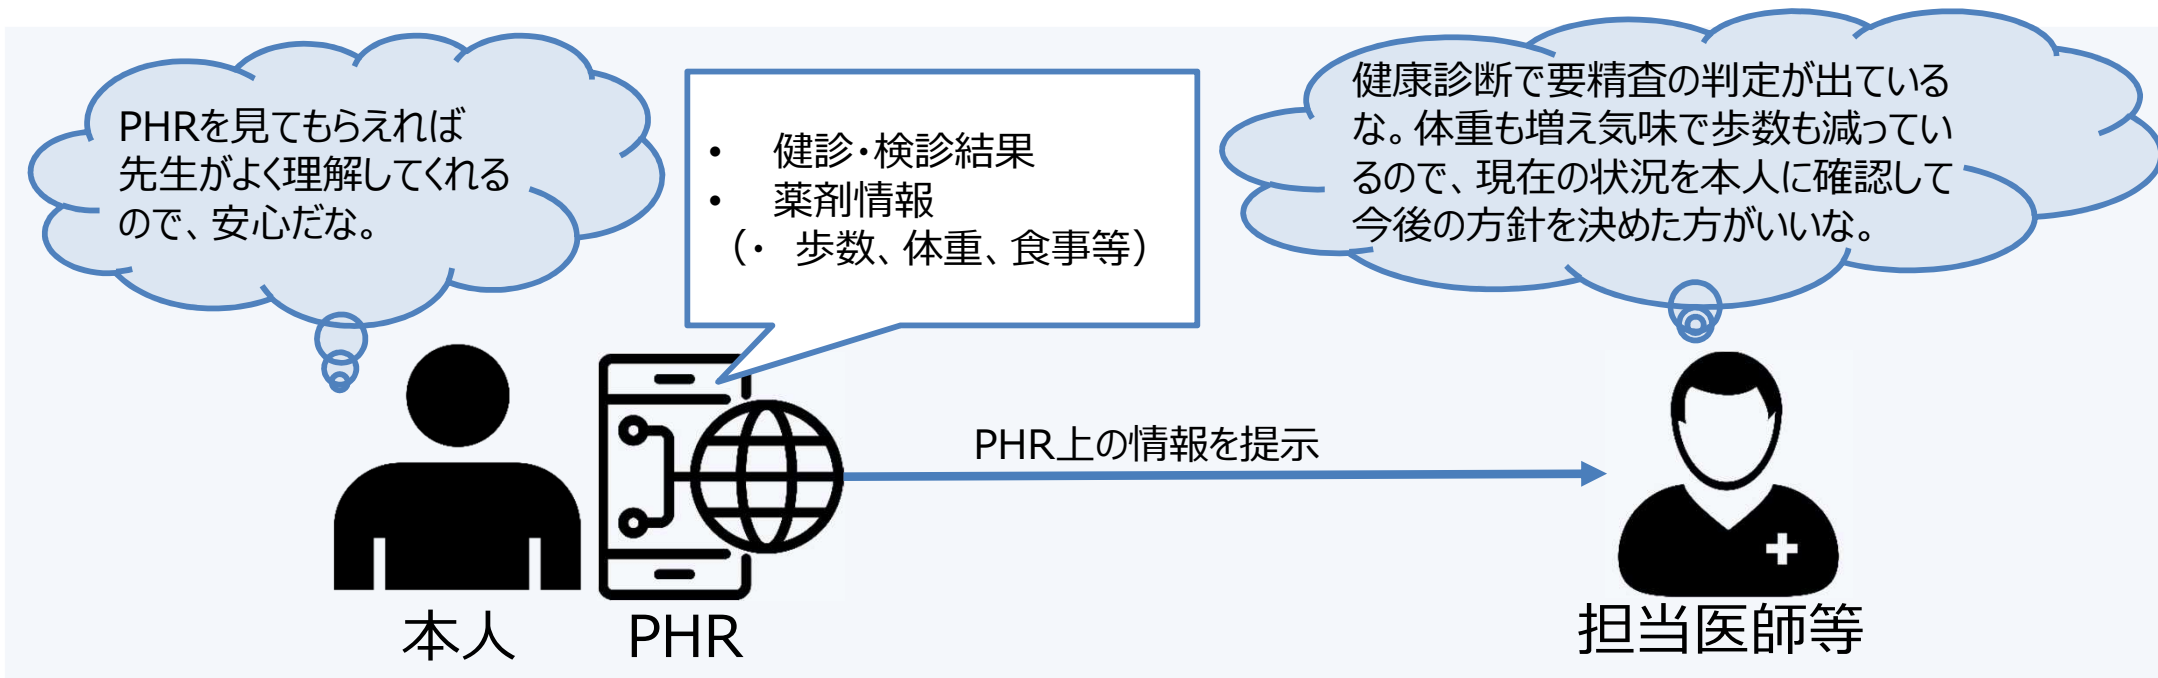 PHRを見てもらえれば
先生がよく理解してくれる
ので、安心だな。
• 健診・検診結果
• 薬剤情報
（・ 歩数、体重、食事等）
健康診断で要精査の判定が出ている
な。体重も増え気味で歩数も減ってい
るので、現在の状況を本人に確認して
今後の方針を決めた方がいいな。
PHR上の情報を提示
本人
PHR
担当医師等